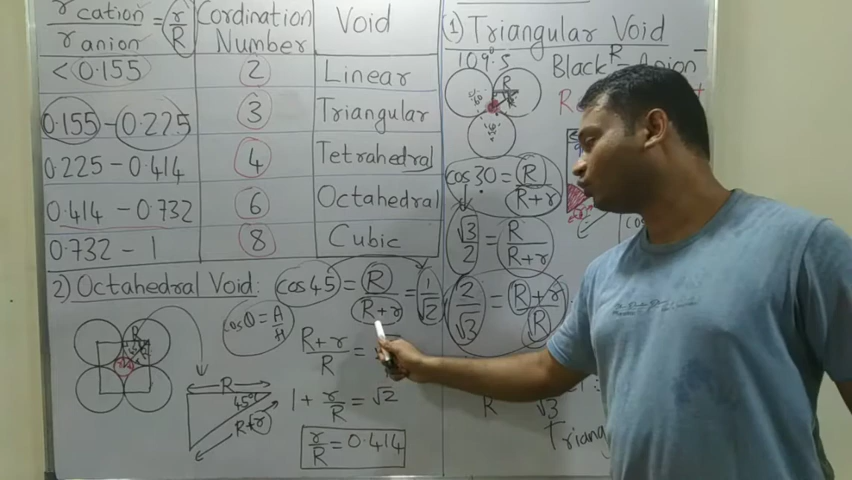 r cation / r anion = r/R
Cordination Number
Void
< 0.155
2
Linear
0.155 - 0.225
3
Triangular
0.225 - 0.414
4
Tetrahedral
0.414 - 0.732
6
Octahedral
0.732 - 1
8
Cubic
2) Octahedral Void:
cos 45 = R/(R+r) = 1/√2
cos θ = A/H
R
(R+r)/R =
R
45°
R+r
1 + r/R = √2
r/R = 0.414
(1) Triangular Void
109°.5
Black - Anion
R
R
cos 30 = R/(R+r)
√3/2 = R/(R+r)
2/√3 = (R+r)/R
R
√3
Triang